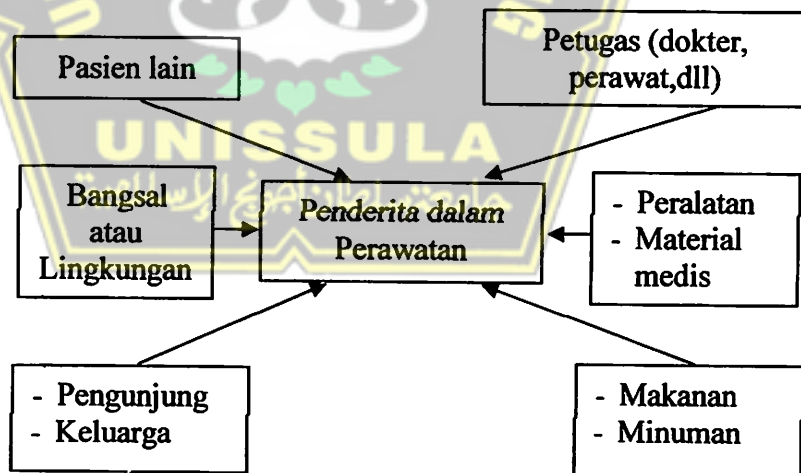 Pasien lain
Petugas (dokter,
perawat,dll)
UNISSULA
Bangsal
atau
Lingkungan
Penderita dalam
Perawatan
- Peralatan
- Material
medis
- Pengunjung
- Keluarga
- Makanan
- Minuman